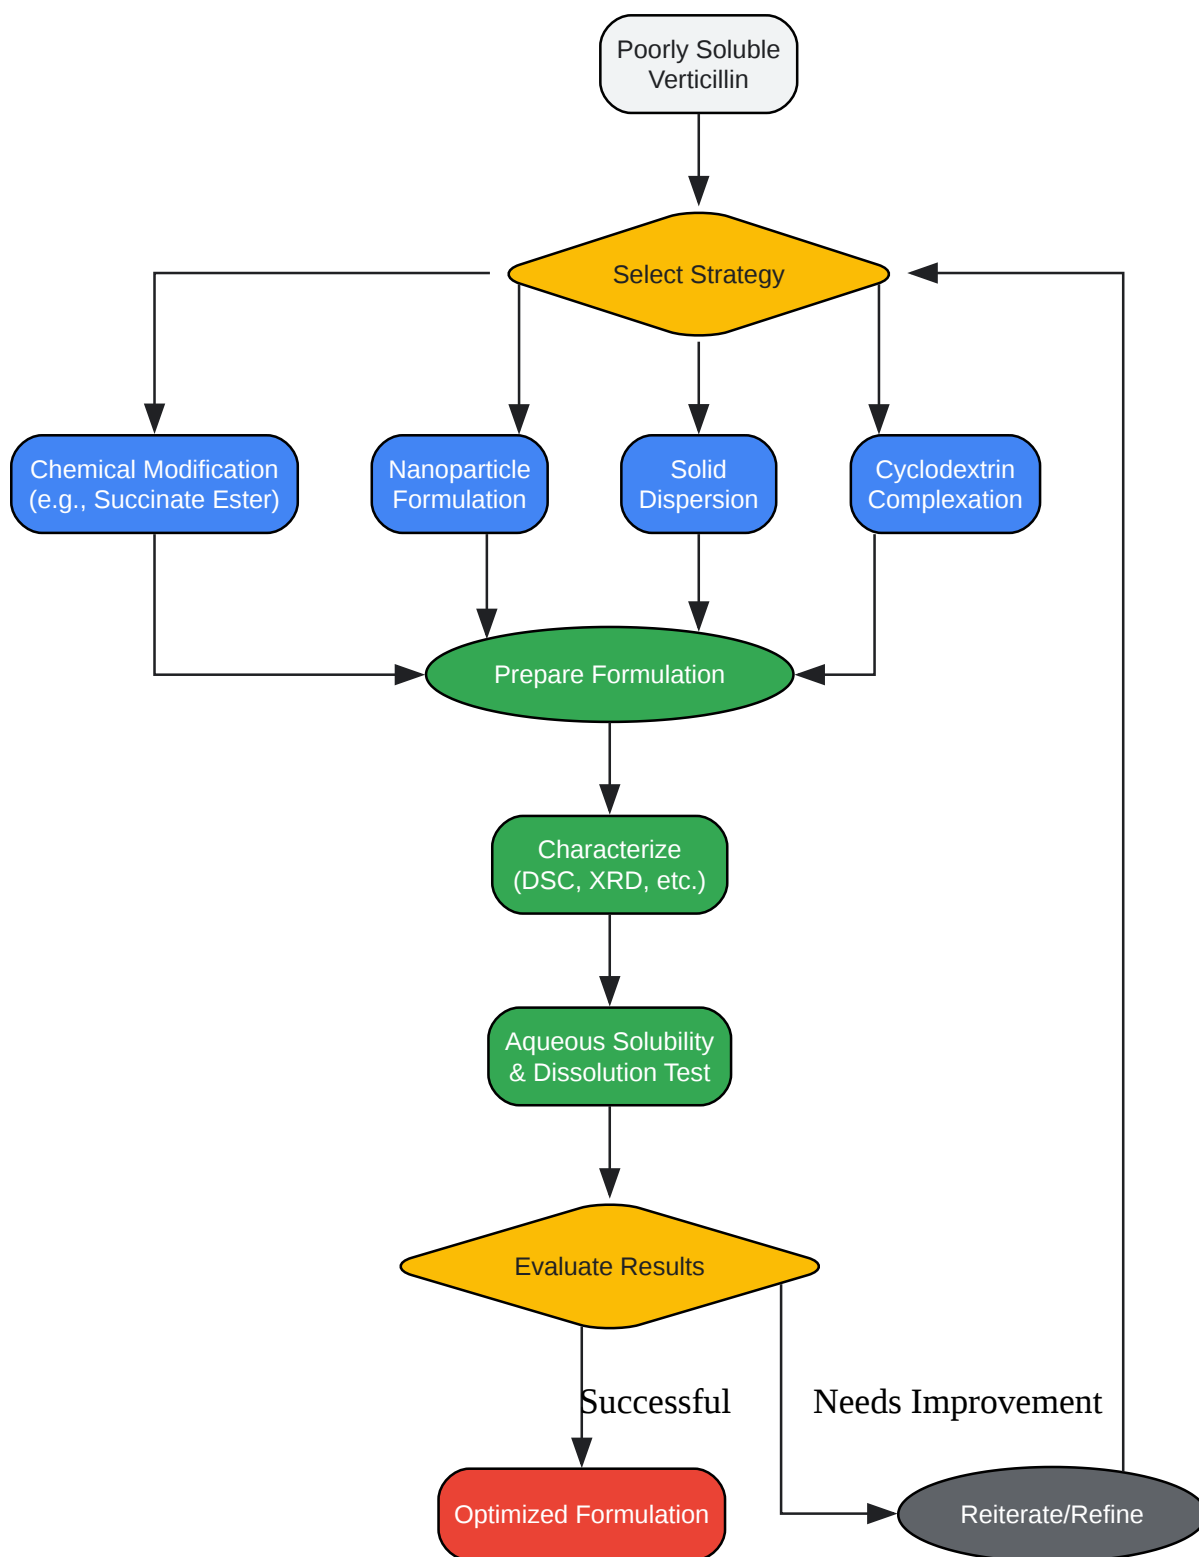 Poorly Soluble
Verticillin
Select Strategy
Chemical Modification
(e.g., Succinate Ester)
Nanoparticle
Formulation
Solid
Dispersion
Cyclodextrin
Complexation
Prepare Formulation
Characterize
(DSC, XRD, etc.)
Aqueous Solubility
& Dissolution Test
Evaluate Results
Successful
Needs Improvement
Optimized Formulation
Reiterate/Refine